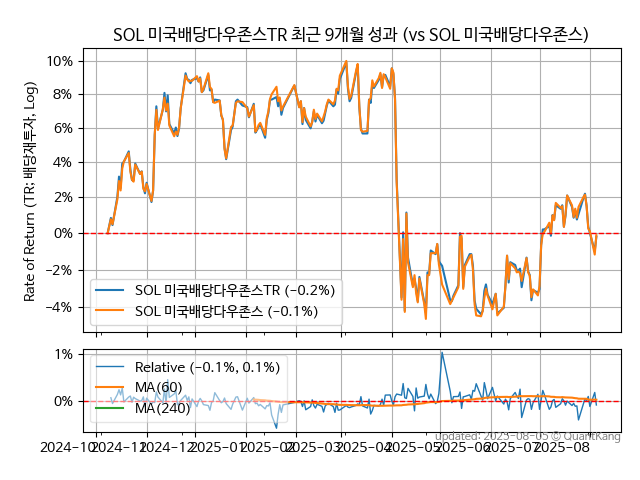 SOL 미국배당다우존스TR 최근 9개월 성과 (vs SOL 미국배당다우존스)
Rate of Return (TR: 배당재투자, Log)
10%
8%
6%
4%
2%
0%
−2%
−4%
SOL 미국배당다우존스TR (−0.2%)
SOL 미국배당다우존스 (−0.1%)
1%
0%
Relative (−0.1%, 0.1%)
MA(60)
MA(240)
updated: 2025-08-05 © QuantKang
2024-10 2024-11 2024-12 2025-01 2025-02 2025-03 2025-04 2025-05 2025-06 2025-07 2025-08